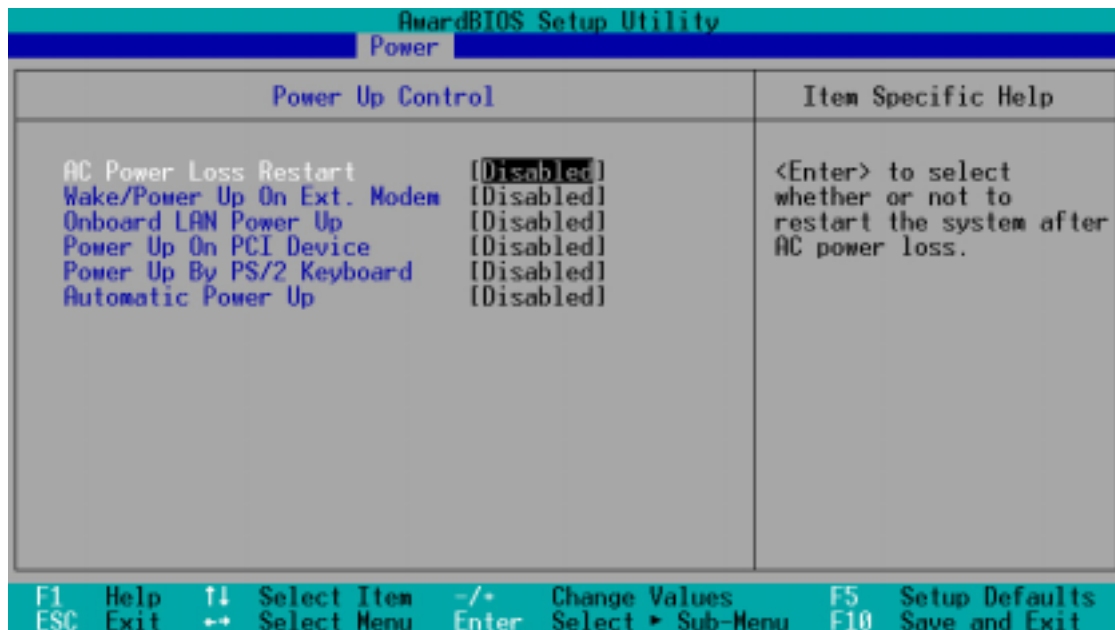 AwardBIOS Setup Utility
Power
Power Up Control
Item Specific Help
AC Power Loss Restart [Disabled]
Wake/Power Up On Ext. Modem [Disabled]
Onboard LAN Power Up [Disabled]
Power Up On PCI Device [Disabled]
Power Up By PS/2 Keyboard [Disabled]
Automatic Power Up [Disabled]
<Enter> to select
whether or not to
restart the system after
AC power loss.
F1 Help ↑↓ Select Item -/+ Change Values F5 Setup Defaults
ESC Exit ←→ Select Menu Enter Select ► Sub-Menu F10 Save and Exit